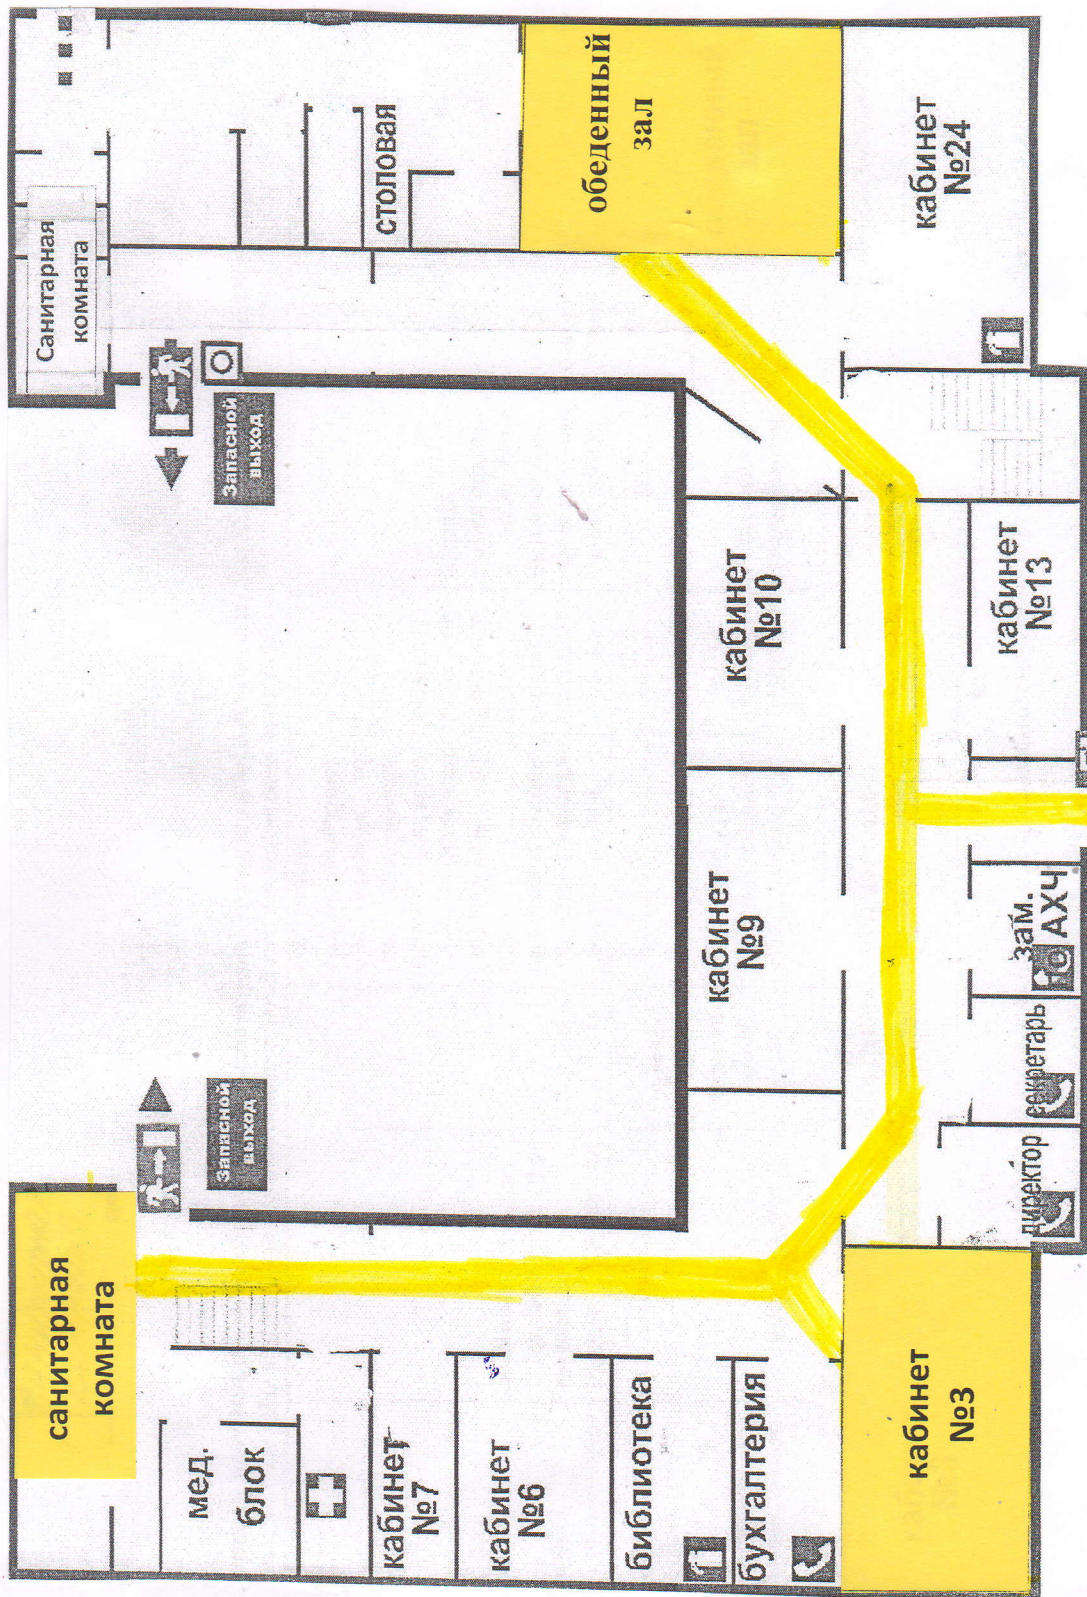 санитарная
комната
Запасной
выход
Запасной
выход
Санитарная
комната
мед.
блок
кабинет
№7
кабинет
№6
библиотека
бухгалтерия
кабинет
№3
столовая
обеденный
зал
кабинет
№24
кабинет
№9
кабинет
№10
кабинет
№13
директор
секретарь
зам.
АХЧ